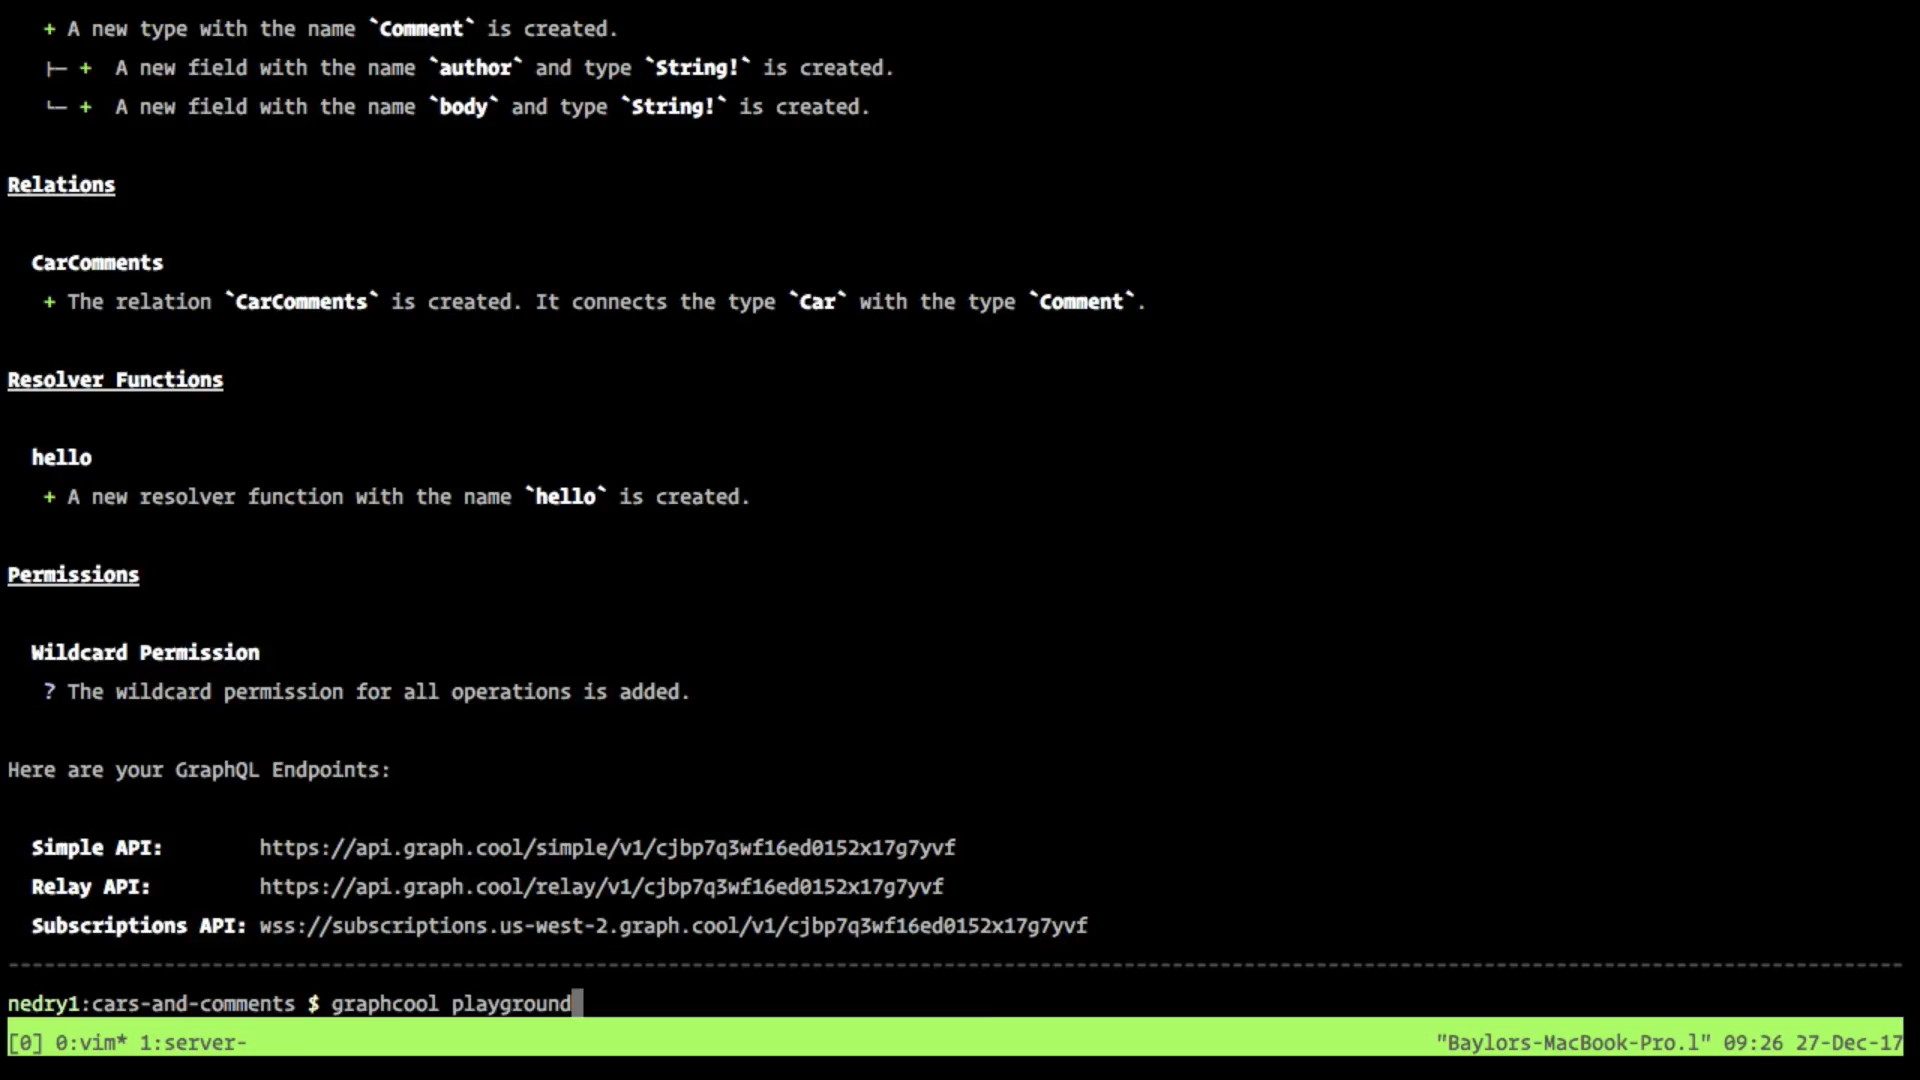 + A new type with the name `Comment` is created.
├─ +  A new field with the name `author` and type `String!` is created.
└─ +  A new field with the name `body` and type `String!` is created.
Relations
CarComments
+ The relation `CarComments` is created. It connects the type `Car` with the type `Comment`.
Resolver Functions
hello
+ A new resolver function with the name `hello` is created.
Permissions
Wildcard Permission
? The wildcard permission for all operations is added.
Here are your GraphQL Endpoints:
Simple API:        https://api.graph.cool/simple/v1/cjbp7q3wf16ed0152x17g7yvf
Relay API:         https://api.graph.cool/relay/v1/cjbp7q3wf16ed0152x17g7yvf
Subscriptions API: wss://subscriptions.us-west-2.graph.cool/v1/cjbp7q3wf16ed0152x17g7yvf
nedry1:cars-and-comments $ graphcool playground
[0] 0:vim* 1:server- "Baylors-MacBook-Pro.l" 09:26 27-Dec-17